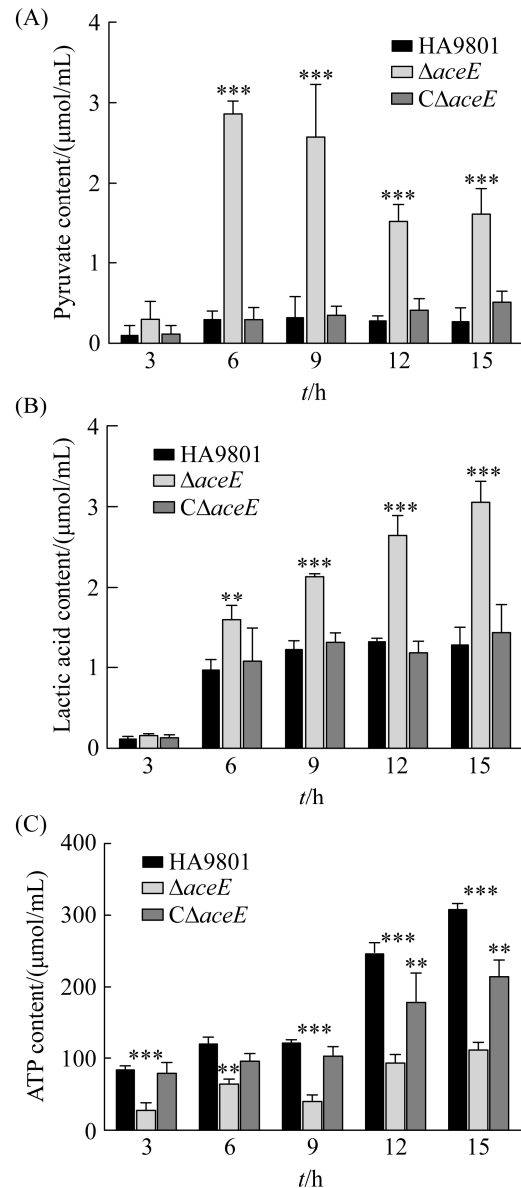 (A)
4
3
2
1
0
Pyruvate content/(μmol/mL)
HA9801
ΔaceE
CΔaceE
***
***
***
***
3 6 9 12 15
t/h
(B)
4
3
2
1
0
Lactic acid content/(μmol/mL)
HA9801
ΔaceE
CΔaceE
**
***
***
***
3 6 9 12 15
t/h
(C)
400
300
200
100
0
ATP content/(μmol/mL)
HA9801
ΔaceE
CΔaceE
***
**
***
***
**
***
**
3 6 9 12 15
t/h